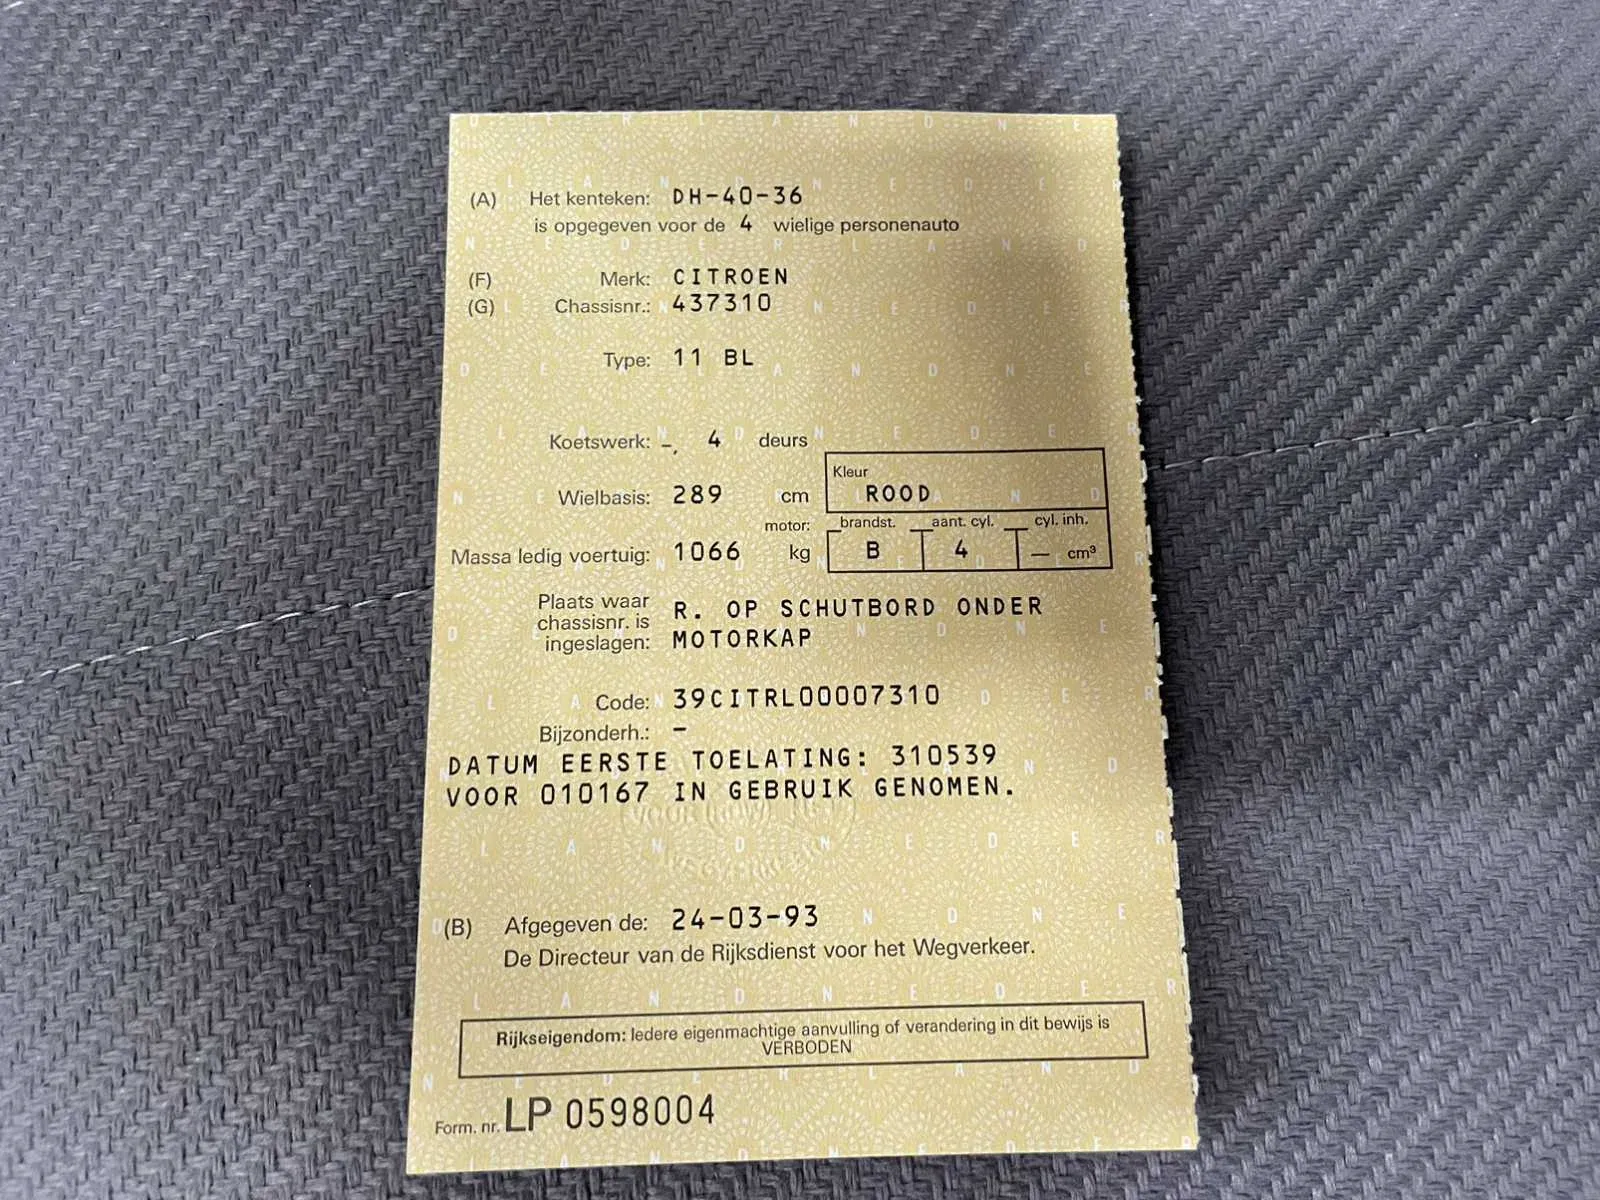 (A) Het kenteken: DH-40-36
is opgegeven voor de 4 wielige personenauto
(F) Merk: CITROEN
(G) Chassisnr.: 437310
Type: 11 BL
Koetswerk: –, 4 deurs
Kleur
ROOD
Wielbasis: 289 cm
motor: brandst. aant. cyl. cyl. inh.
Massa ledig voertuig: 1066 kg B 4 — cm³
Plaats waar
chassisnr. is
ingeslagen:
R. OP SCHUTBORD ONDER
MOTORKAP
Code: 39CITRL00007310
Bijzonderh.: –
DATUM EERSTE TOELATING: 310539
VOOR 010167 IN GEBRUIK GENOMEN.
(B) Afgegeven de: 24-03-93
De Directeur van de Rijksdienst voor het Wegverkeer.
Rijkseigendom: Iedere eigenmachtige aanvulling of verandering in dit bewijs is
VERBODEN
Form. nr. LP 0598004